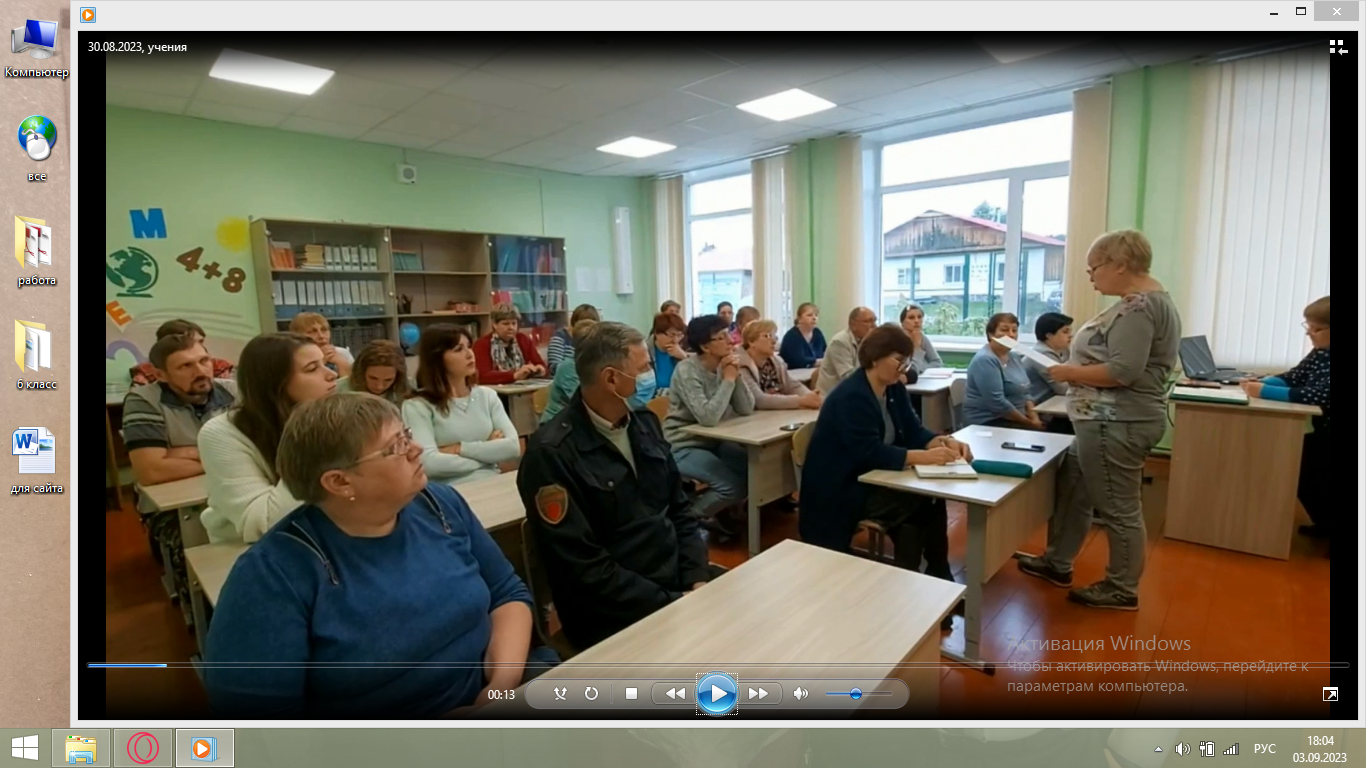 Компьютер
все
работа
6 класс
для сайта
30.08.2023, учения
М
4+8
Е
00:13
Активация Windows
Чтобы активировать Windows, перейдите к
параметрам компьютера.
РУС
18:04
03.09.2023